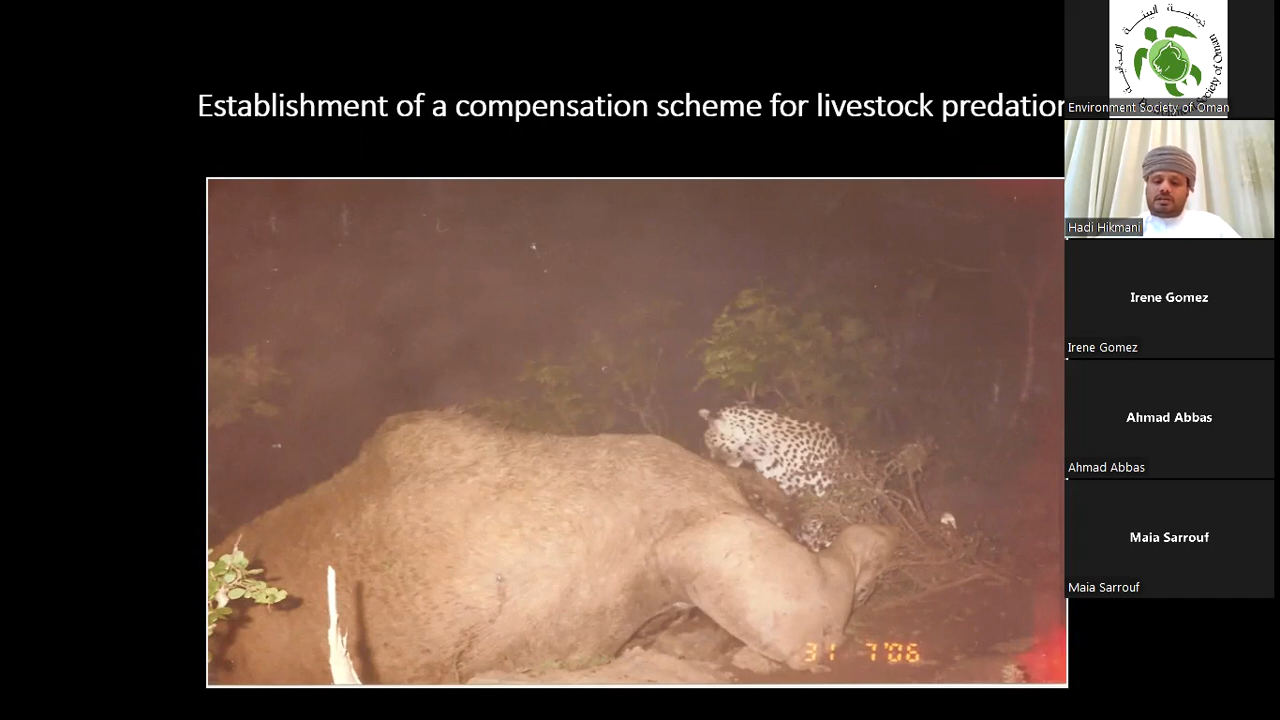 Establishment of a compensation scheme for livestock predation
31 7'06
Environment Society of Oman
Hadi Hikmani
Irene Gomez
Irene Gomez
Ahmad Abbas
Ahmad Abbas
Maia Sarrouf
Maia Sarrouf